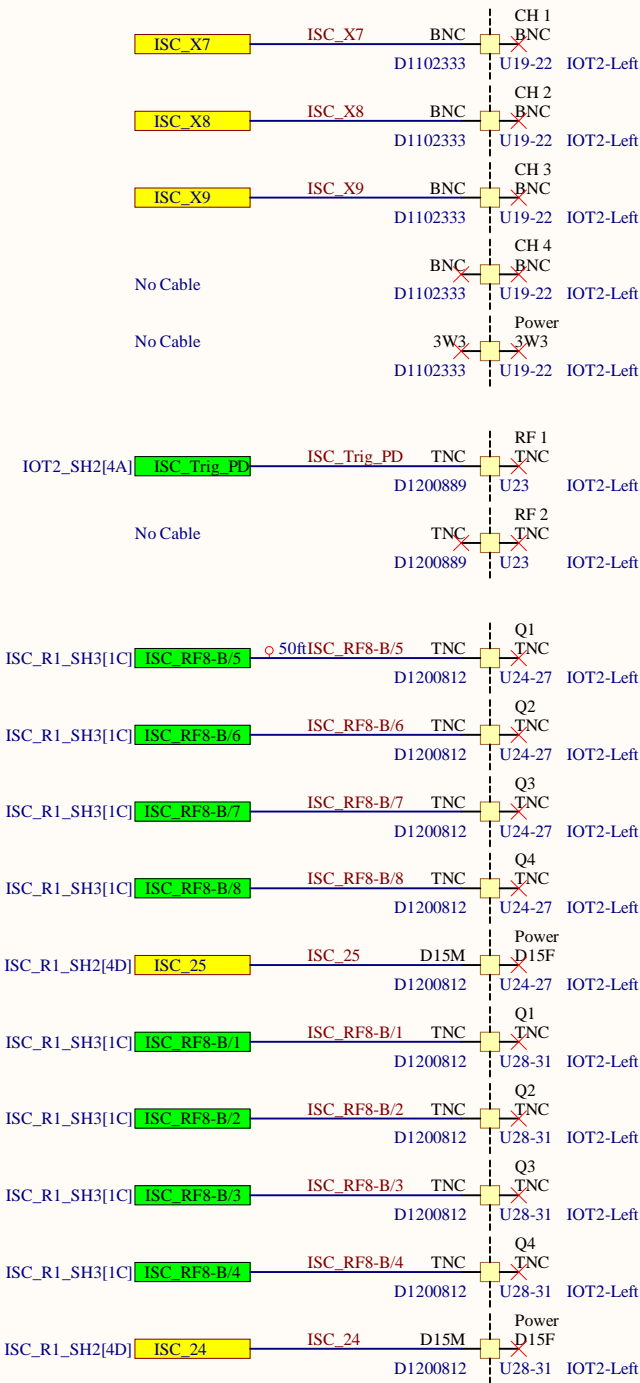 CH 1
ISC_X7 ISC_X7 BNC BNC
D1102333 U19-22 IOT2-Left
CH 2
ISC_X8 ISC_X8 BNC BNC
D1102333 U19-22 IOT2-Left
CH 3
ISC_X9 ISC_X9 BNC BNC
D1102333 U19-22 IOT2-Left
CH 4
BNC BNC
No Cable D1102333 U19-22 IOT2-Left
Power
No Cable 3W3 3W3
D1102333 U19-22 IOT2-Left
RF 1
IOT2_SH2[4A] ISC_Trig_PD ISC_Trig_PD TNC TNC
D1200889 U23 IOT2-Left
RF 2
No Cable TNC TNC
D1200889 U23 IOT2-Left
Q1
ISC_R1_SH3[1C] ISC_RF8-B/5 50ft ISC_RF8-B/5 TNC TNC
D1200812 U24-27 IOT2-Left
Q2
ISC_R1_SH3[1C] ISC_RF8-B/6 ISC_RF8-B/6 TNC TNC
D1200812 U24-27 IOT2-Left
Q3
ISC_R1_SH3[1C] ISC_RF8-B/7 ISC_RF8-B/7 TNC TNC
D1200812 U24-27 IOT2-Left
Q4
ISC_R1_SH3[1C] ISC_RF8-B/8 ISC_RF8-B/8 TNC TNC
D1200812 U24-27 IOT2-Left
Power
ISC_R1_SH2[4D] ISC_25 ISC_25 D15M D15F
D1200812 U24-27 IOT2-Left
Q1
ISC_R1_SH3[1C] ISC_RF8-B/1 ISC_RF8-B/1 TNC TNC
D1200812 U28-31 IOT2-Left
Q2
ISC_R1_SH3[1C] ISC_RF8-B/2 ISC_RF8-B/2 TNC TNC
D1200812 U28-31 IOT2-Left
Q3
ISC_R1_SH3[1C] ISC_RF8-B/3 ISC_RF8-B/3 TNC TNC
D1200812 U28-31 IOT2-Left
Q4
ISC_R1_SH3[1C] ISC_RF8-B/4 ISC_RF8-B/4 TNC TNC
D1200812 U28-31 IOT2-Left
Power
ISC_R1_SH2[4D] ISC_24 ISC_24 D15M D15F
D1200812 U28-31 IOT2-Left